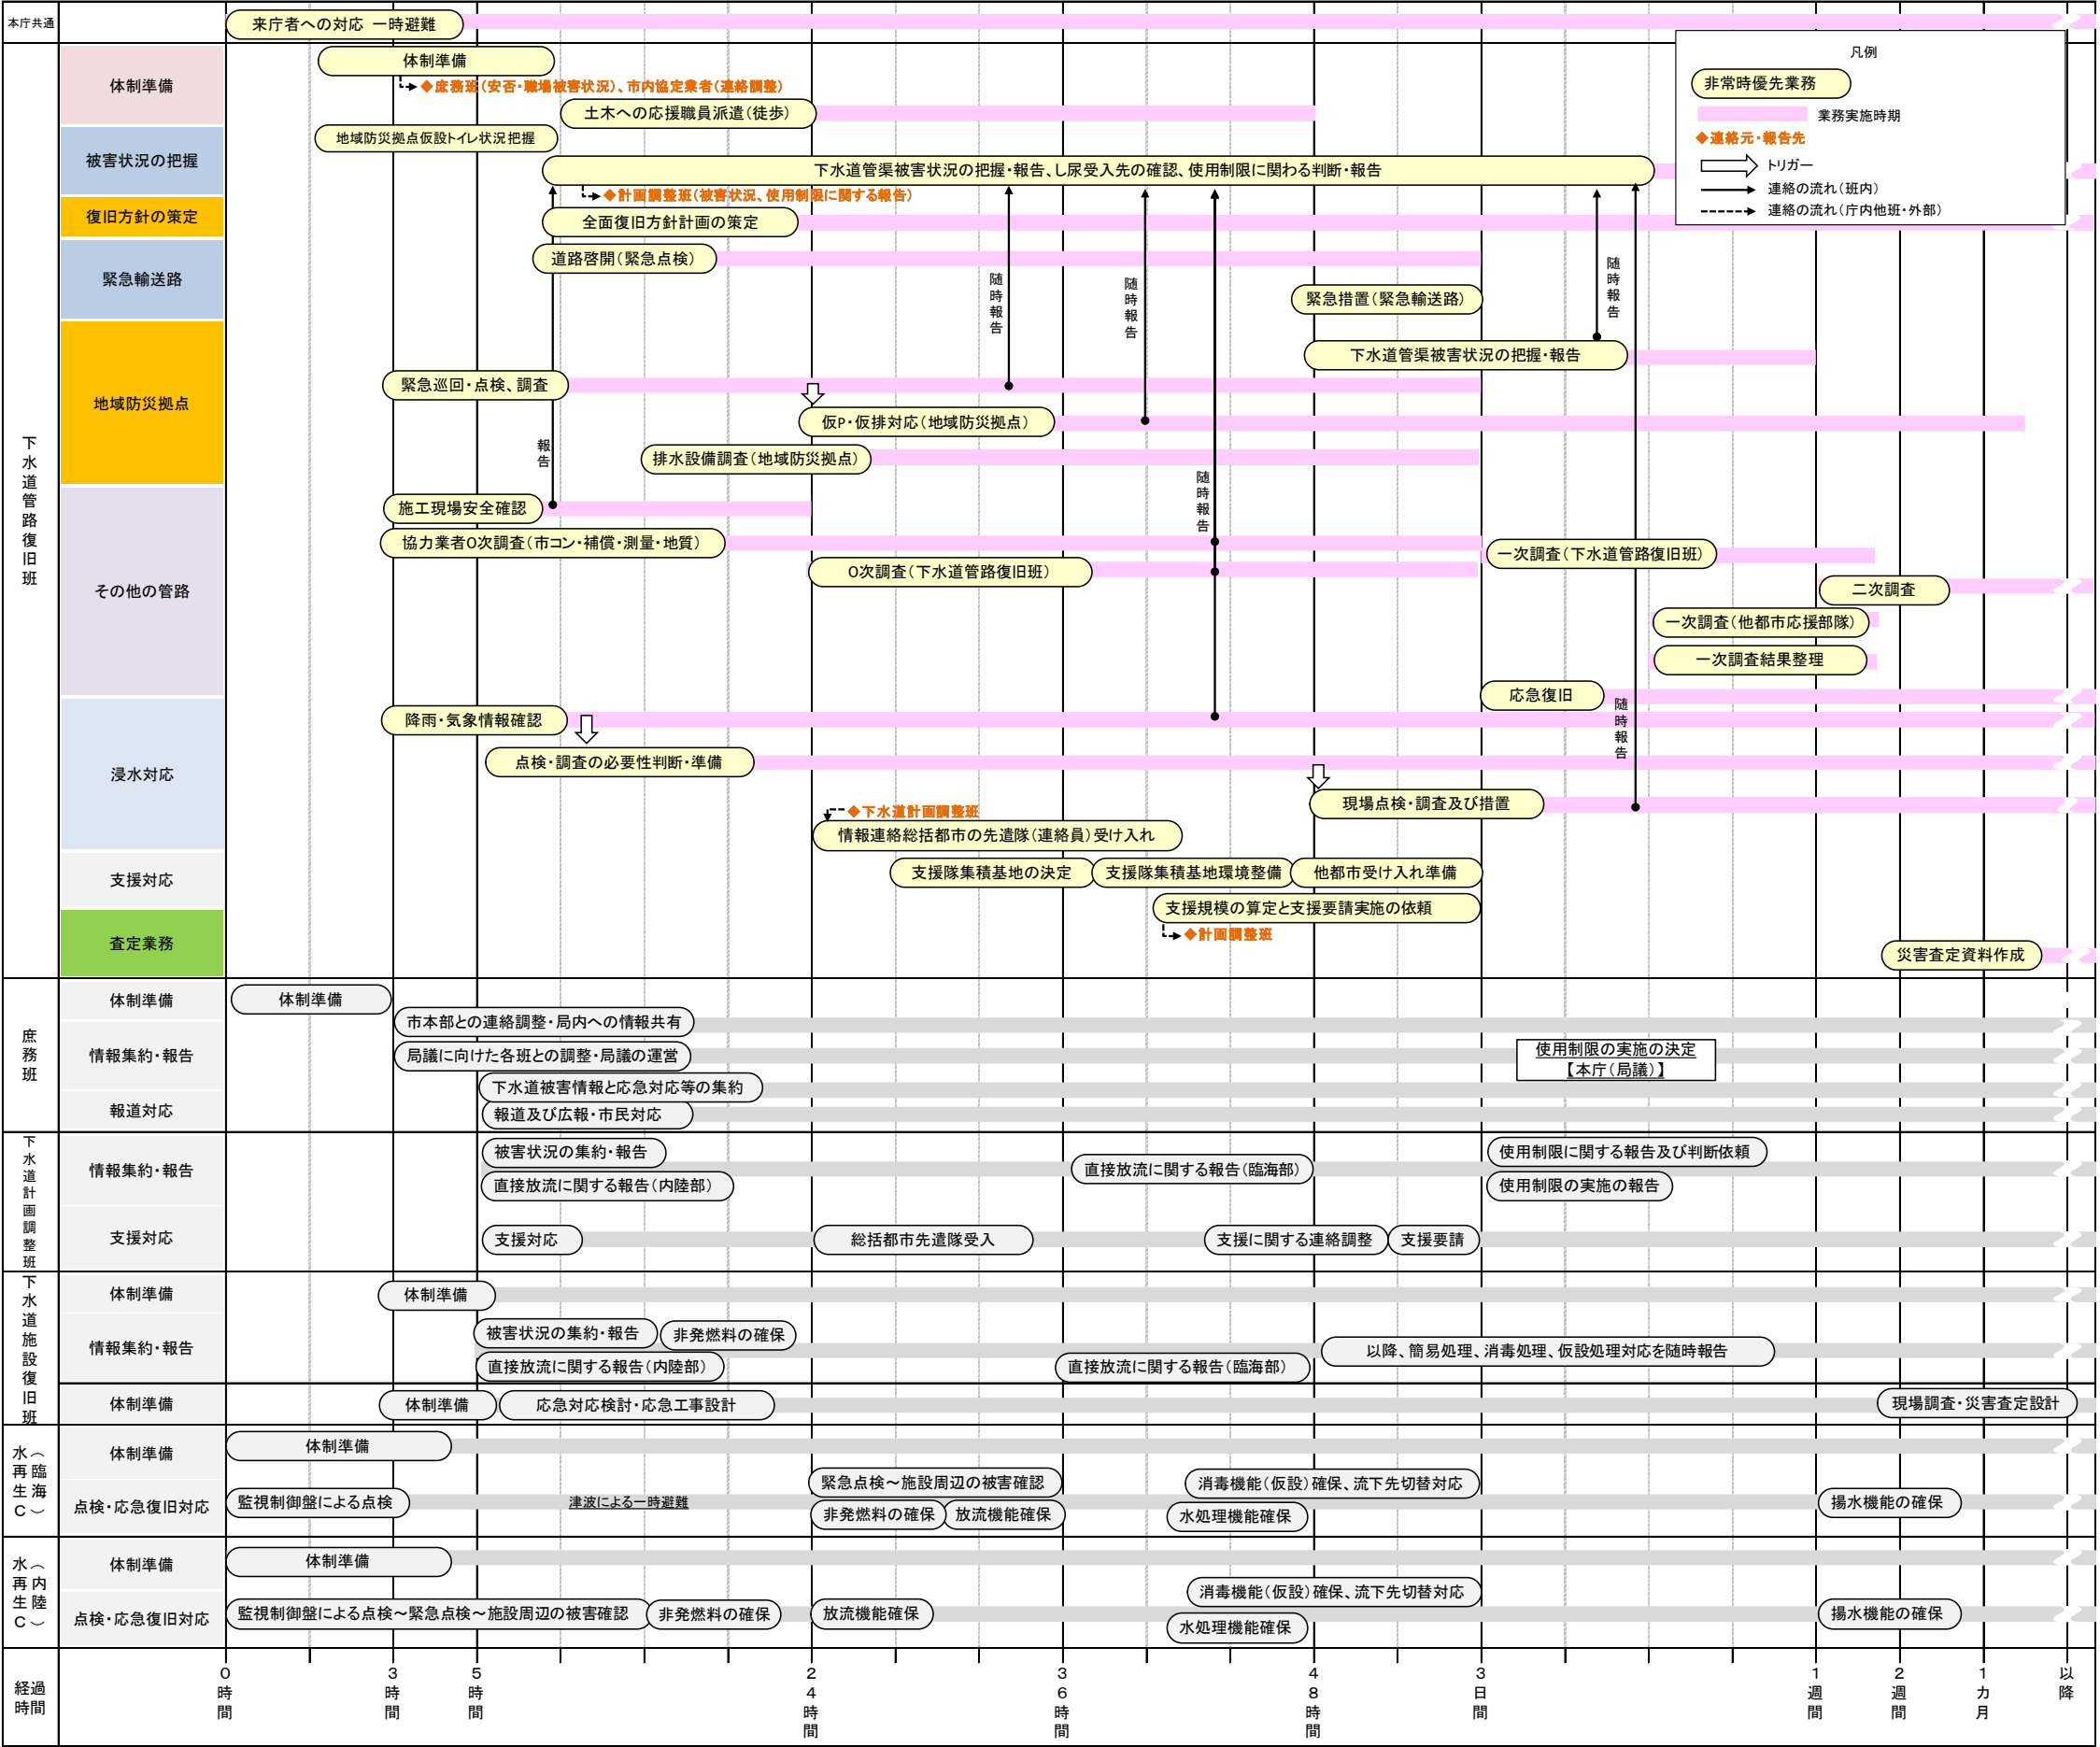 本庁共通
来庁者への対応 一時避難
凡例
非常時優先業務
業務実施時期
◆連絡元・報告先
トリガー
連絡の流れ（班内）
連絡の流れ（庁内他班・外部）
下水道管路復旧班
体制準備
体制準備
◆庶務班（安否・職場被害状況）、市内協定業者（連絡調整）
土木への応援職員派遣（徒歩）
被害状況の把握
地域防災拠点仮設トイレ状況把握
下水道管渠被害状況の把握・報告、し尿受入先の確認、使用制限に関わる判断・報告
◆計画調整班（被害状況、使用制限に関する報告）
復旧方針の策定
全面復旧方針計画の策定
緊急輸送路
道路啓開（緊急点検）
緊急措置（緊急輸送路）
随時報告
随時報告
随時報告
地域防災拠点
下水道管渠被害状況の把握・報告
緊急巡回・点検、調査
仮P・仮排対応（地域防災拠点）
排水設備調査（地域防災拠点）
報告
随時報告
その他の管路
施工現場安全確認
協力業者0次調査（市コン・補償・測量・地質）
一次調査（下水道管路復旧班）
0次調査（下水道管路復旧班）
二次調査
一次調査（他都市応援部隊）
一次調査結果整理
応急復旧
随時報告
浸水対応
降雨・気象情報確認
点検・調査の必要性判断・準備
現場点検・調査及び措置
◆下水道計画調整班
情報連絡総括都市の先遣隊（連絡員）受け入れ
支援対応
支援隊集積基地の決定
支援隊集積基地環境整備
他都市受け入れ準備
支援規模の算定と支援要請実施の依頼
◆計画調整班
査定業務
災害査定資料作成
庶務班
体制準備
体制準備
情報集約・報告
市本部との連絡調整・局内への情報共有
局議に向けた各班との調整・局議の運営
使用制限の実施の決定
【本庁（局議）】
下水道被害情報と応急対応等の集約
報道対応
報道及び広報・市民対応
下水道計画調整班
情報集約・報告
被害状況の集約・報告
直接放流に関する報告（内陸部）
直接放流に関する報告（臨海部）
使用制限に関する報告及び判断依頼
使用制限の実施の報告
支援対応
支援対応
総括都市先遣隊受入
支援に関する連絡調整
支援要請
下水道施設復旧班
体制準備
体制準備
情報集約・報告
被害状況の集約・報告
非発燃料の確保
直接放流に関する報告（内陸部）
直接放流に関する報告（臨海部）
以降、簡易処理、消毒処理、仮設処理対応を随時報告
体制準備
体制準備
応急対応検討・応急工事設計
現場調査・災害査定設計
水再生C（臨海）
体制準備
体制準備
点検・応急復旧対応
監視制御盤による点検
津波による一時避難
緊急点検～施設周辺の被害確認
非発燃料の確保
放流機能確保
消毒機能（仮設）確保、流下先切替対応
水処理機能確保
揚水機能の確保
水再生C（内陸）
体制準備
体制準備
点検・応急復旧対応
監視制御盤による点検～緊急点検～施設周辺の被害確認
非発燃料の確保
放流機能確保
消毒機能（仮設）確保、流下先切替対応
水処理機能確保
揚水機能の確保
経過時間
0時間
3時間
5時間
24時間
36時間
48時間
3日間
1週間
2週間
1カ月
以降